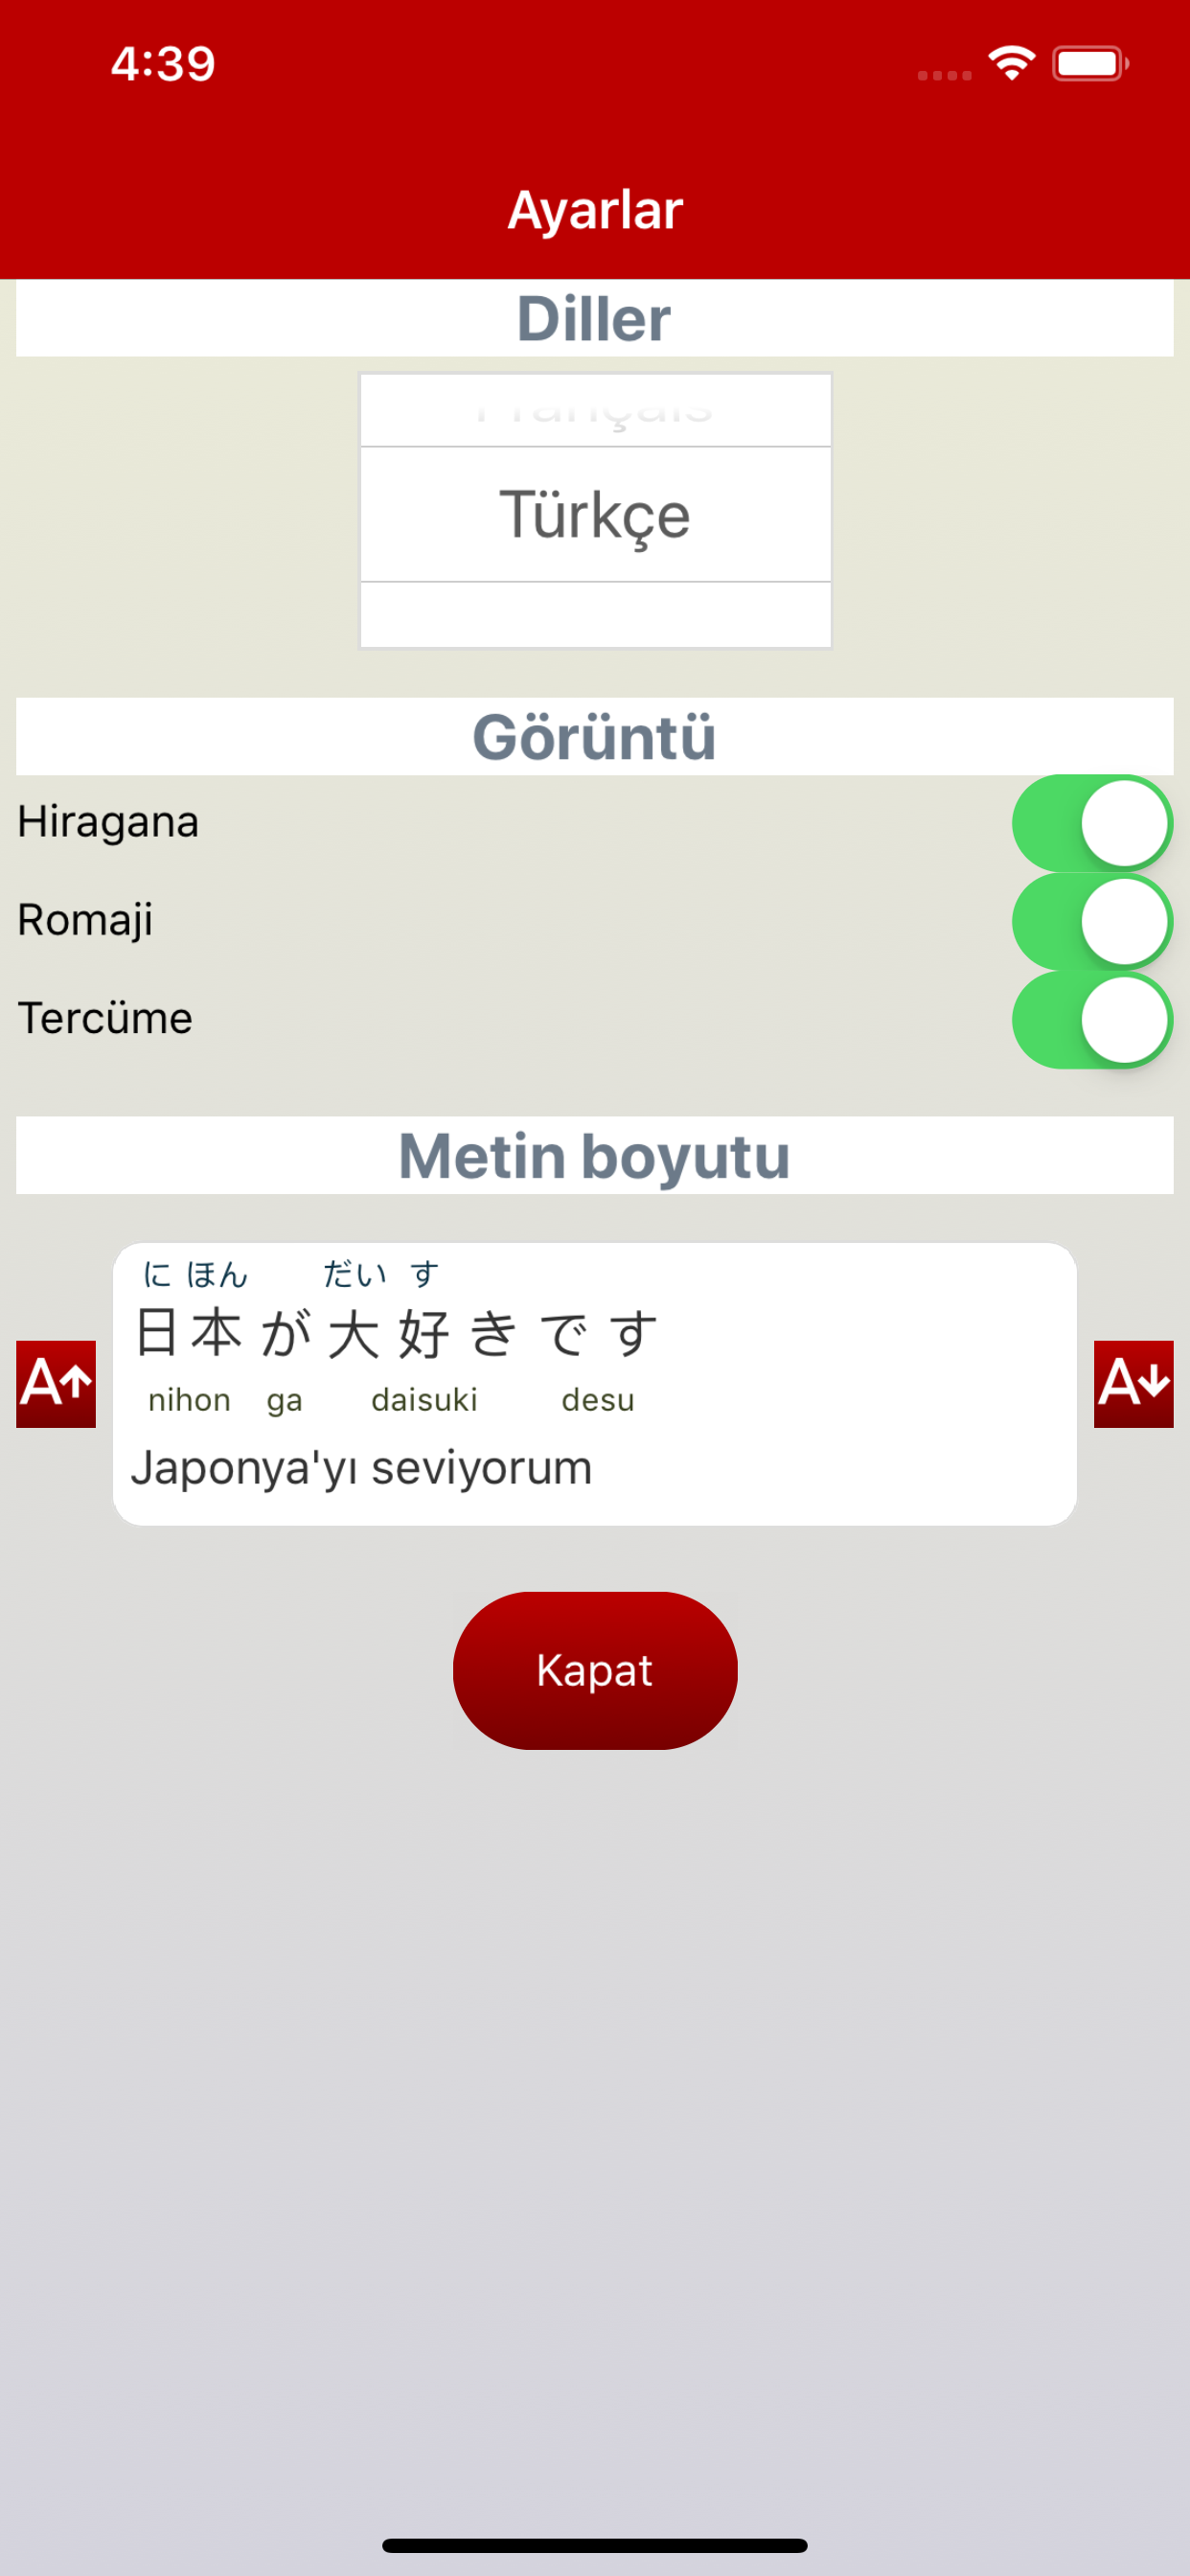 4:39
Ayarlar
Diller
Français
Türkçe
Görüntü
Hiragana
Romaji
Tercüme
Metin boyutu
に ほん だい す
日本が大好きです
nihon ga daisuki desu
Japonya'yı seviyorum
A↑
A↓
Kapat